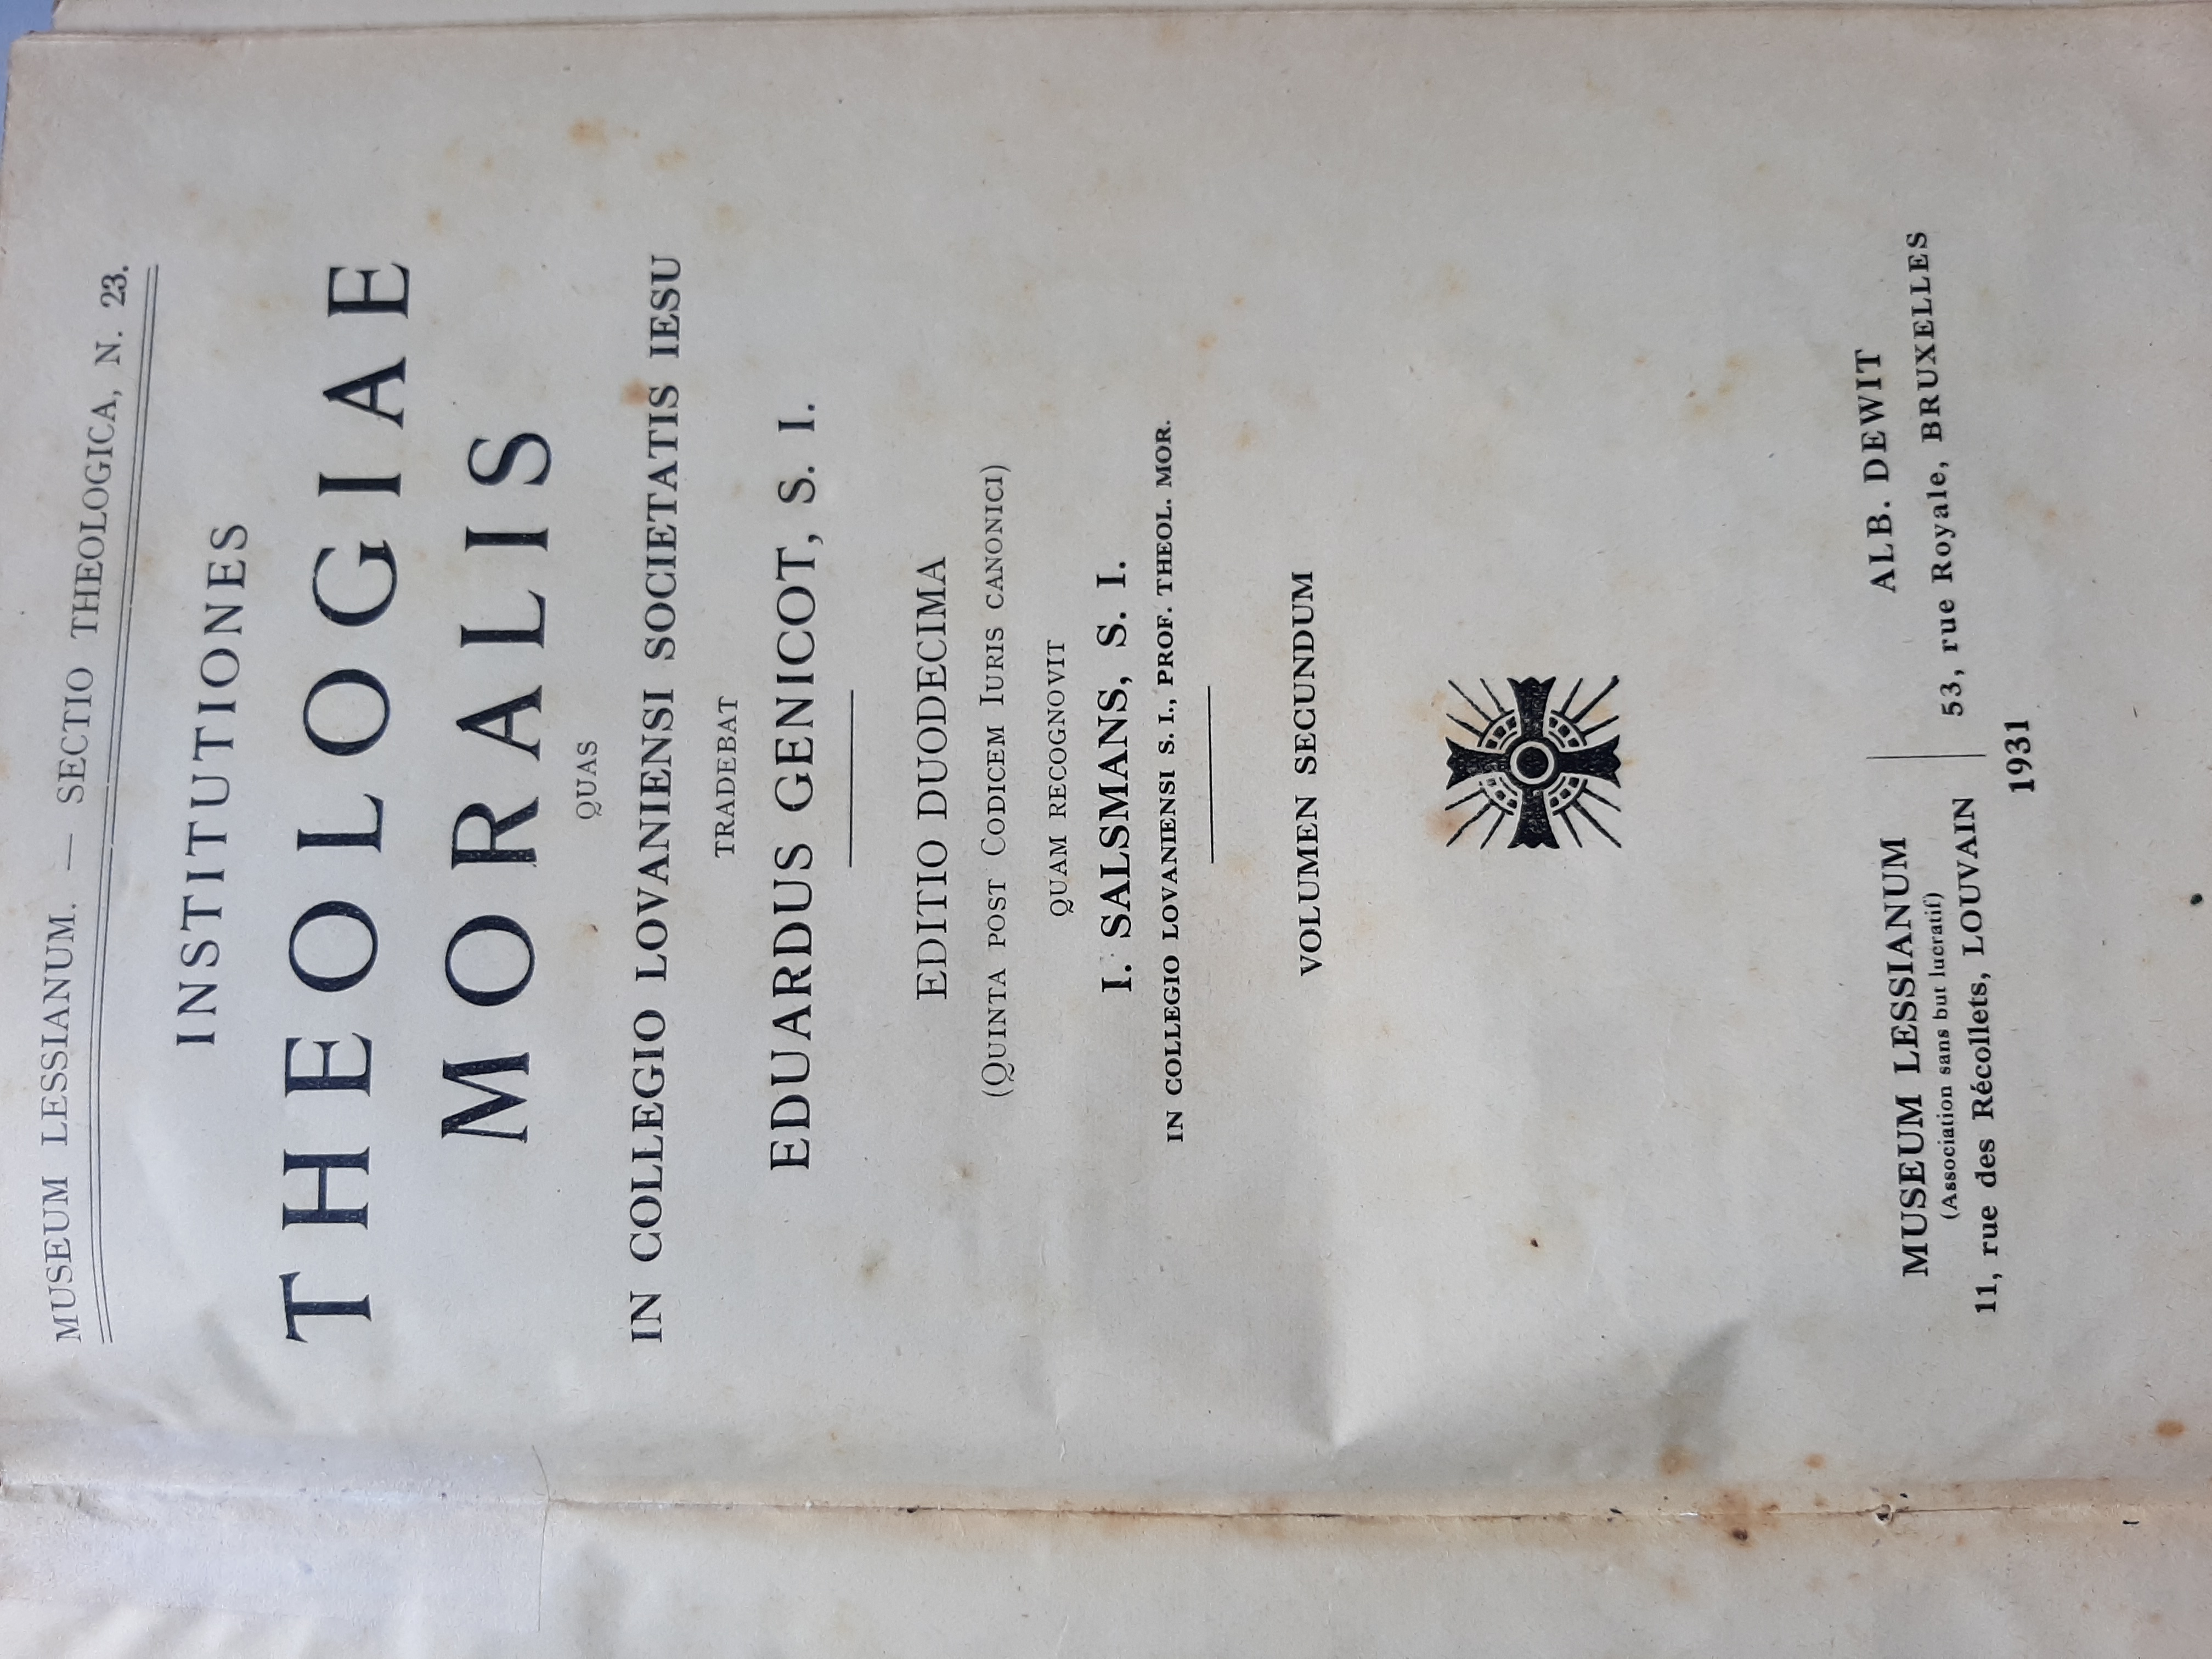 MUSEUM LESSIANUM. — SECTIO THEOLOGICA, N. 23.
INSTITUTIONES
THEOLOGIAE
MORALIS
QUAS
IN COLLEGIO LOVANIENSI SOCIETATIS IESU
TRADEBAT
EDUARDUS GENICOT, S. I.
EDITIO DUODECIMA
(QUINTA POST CODICEM IURIS CANONICI)
QUAM RECOGNOVIT
I. SALSMANS, S. I.
IN COLLEGIO LOVANIENSI S. I., PROF. THEOL. MOR.
VOLUMEN SECUNDUM
MUSEUM LESSIANUM
(Association sans but lucratif)
11, rue des Récollets, LOUVAIN
ALB. DEWIT
53, rue Royale, BRUXELLES
1931